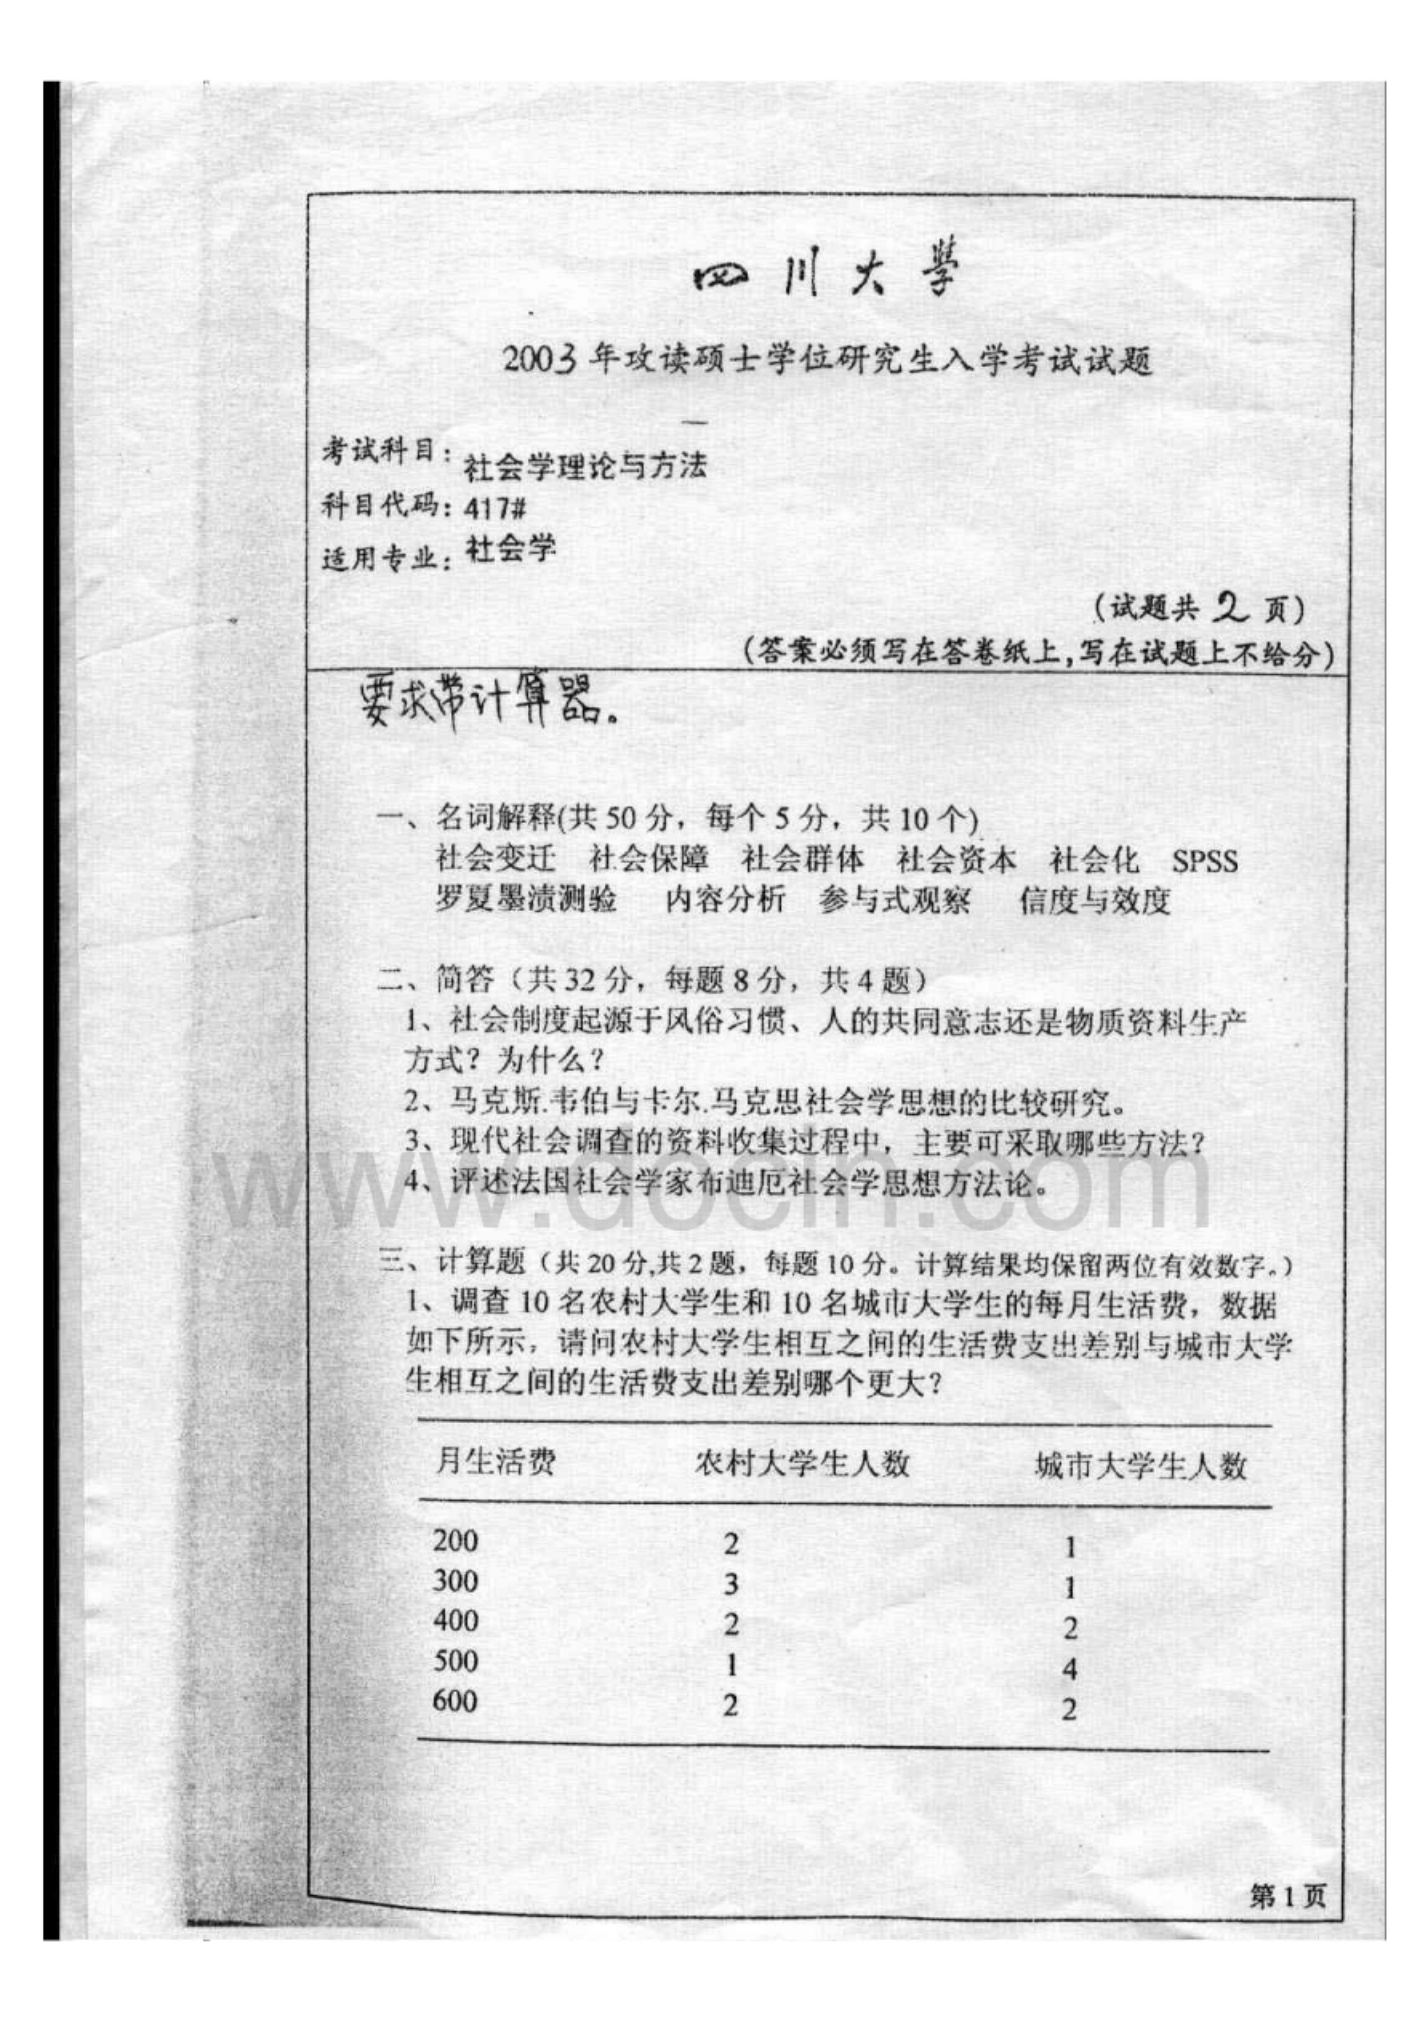 四川大學
2003年攻读硕士学位研究生入学考试试题
考试科目：社会学理论与方法
科目代码：417#
适用专业：社会学
（试题共2页）
（答案必须写在答卷纸上,写在试题上不给分）
要求带计算器。
一、名词解释(共50分，每个5分，共10个)
社会变迁 社会保障 社会群体 社会资本 社会化 SPSS
罗夏墨渍测验 内容分析 参与式观察 信度与效度
二、简答（共32分，每题8分，共4题）
1、社会制度起源于风俗习惯、人的共同意志还是物质资料生产
方式？为什么？
2、马克斯.韦伯与卡尔.马克思社会学思想的比较研究。
3、现代社会调查的资料收集过程中，主要可采取哪些方法？
4、评述法国社会学家布迪厄社会学思想方法论。
www.docin.com
三、计算题（共20分,共2题，每题10分。计算结果均保留两位有效数字。）
1、调查10名农村大学生和10名城市大学生的每月生活费，数据
如下所示，请问农村大学生相互之间的生活费支出差别与城市大学
生相互之间的生活费支出差别哪个更大？
月生活费 农村大学生人数 城市大学生人数
200 2 1
300 3 1
400 2 2
500 1 4
600 2 2
第1页